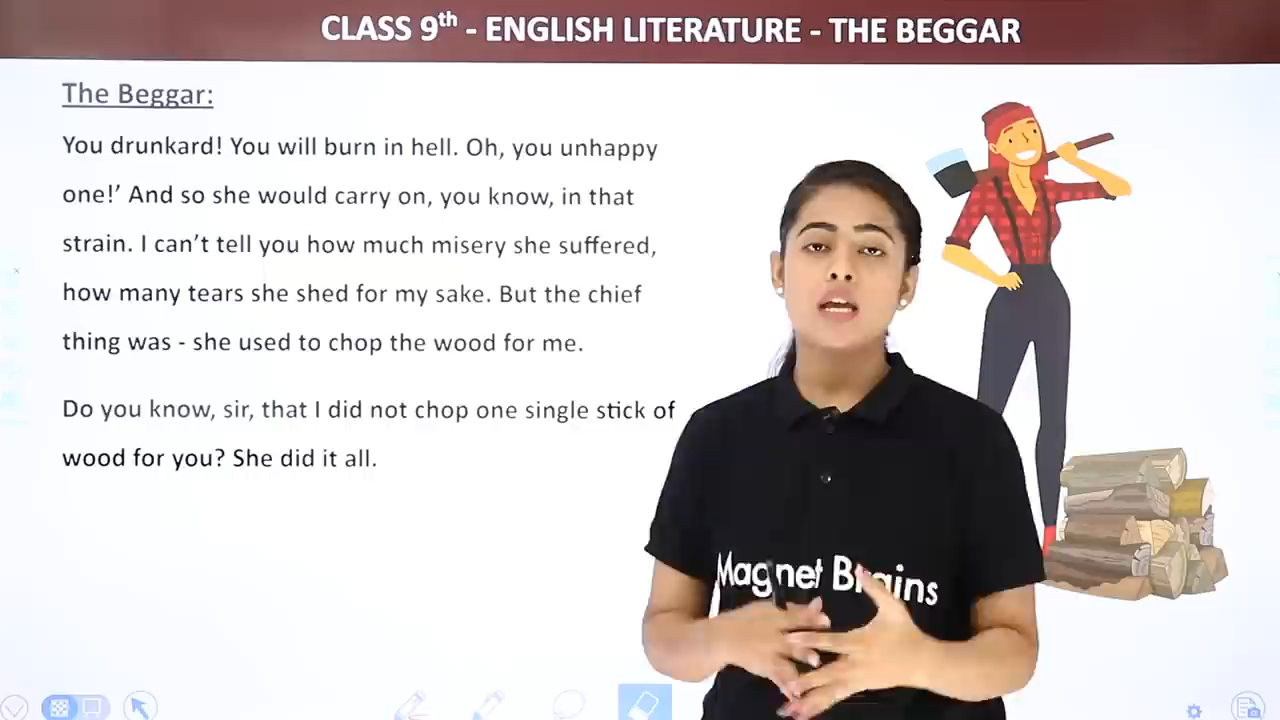 CLASS 9th - ENGLISH LITERATURE - THE BEGGAR
The Beggar:
You drunkard! You will burn in hell. Oh, you unhappy
one!’ And so she would carry on, you know, in that
strain. I can’t tell you how much misery she suffered,
how many tears she shed for my sake. But the chief
thing was - she used to chop the wood for me.
Do you know, sir, that I did not chop one single stick of
wood for you? She did it all.
Magnet Brains